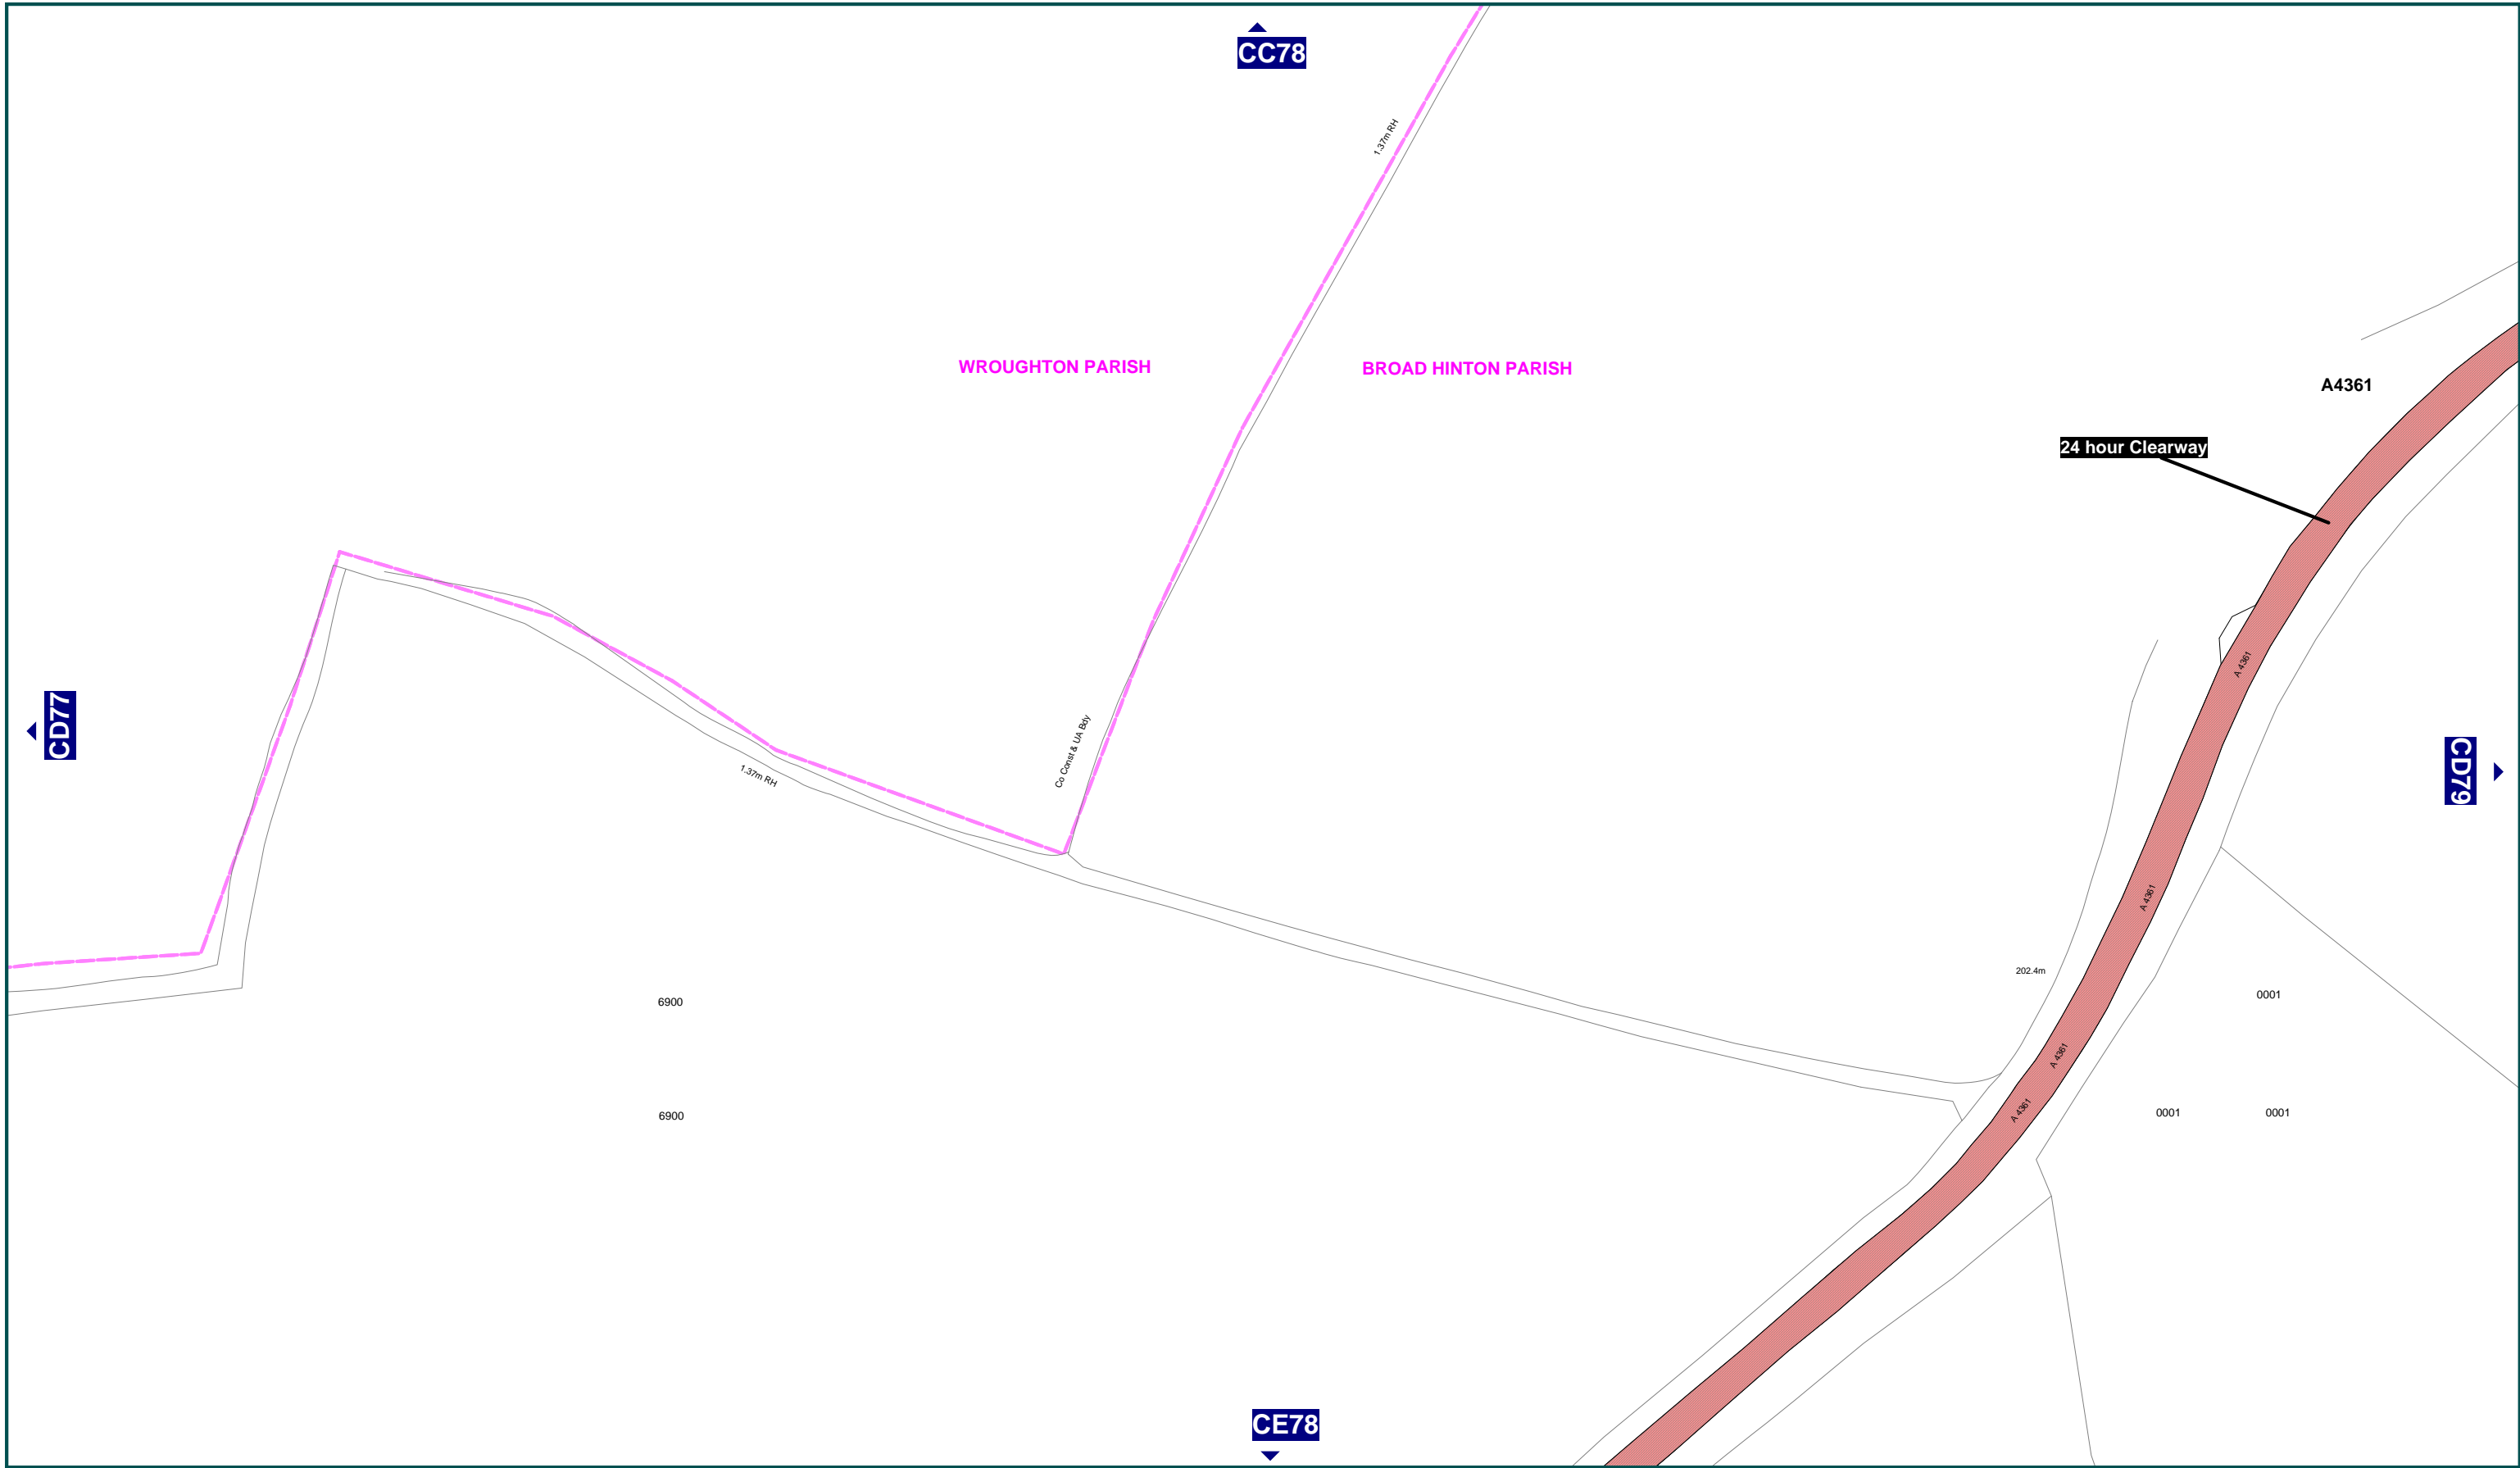 CC78
1.37m RH
WROUGHTON PARISH
BROAD HINTON PARISH
A4361
24 hour Clearway
A 4361
CD77
Co Const & UA Bdy
CD79
1.37m RH
A 4361
202.4m
0001
6900
A 4361
A 4361
0001
0001
6900
CE78